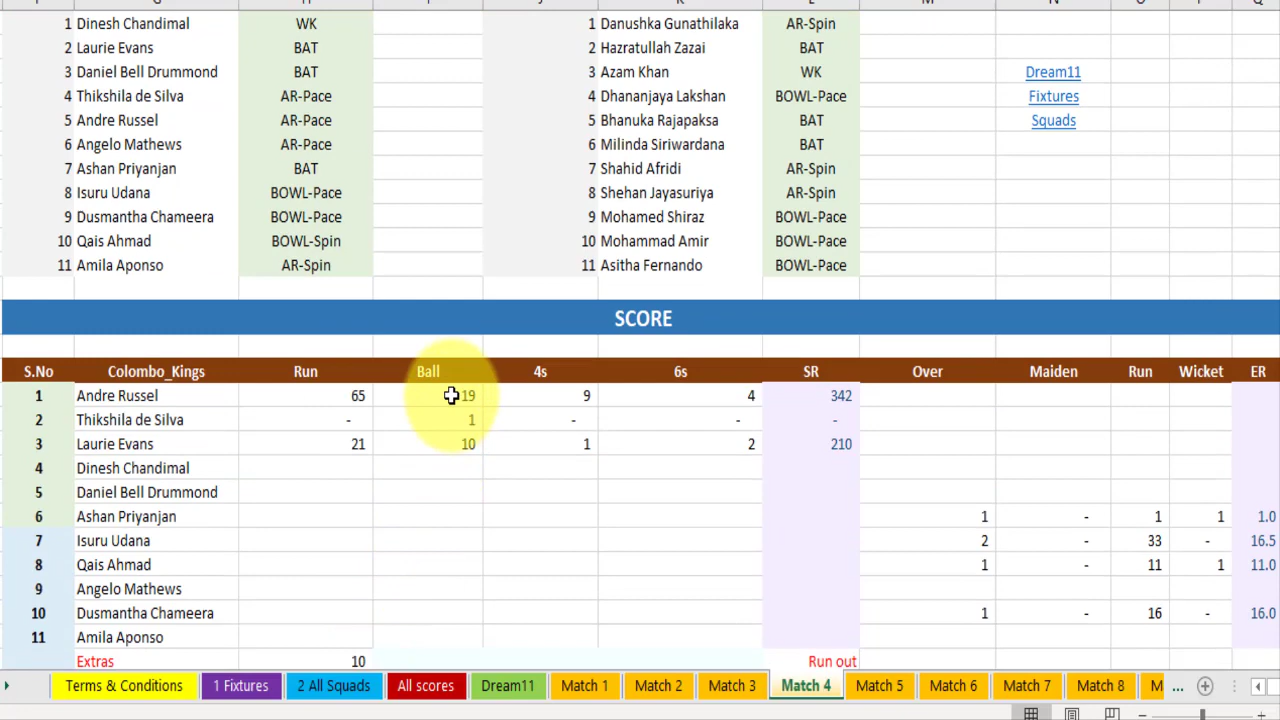 1 Dinesh Chandimal WK 1 Danushka Gunathilaka AR-Spin
2 Laurie Evans BAT 2 Hazratullah Zazai BAT
3 Daniel Bell Drummond BAT 3 Azam Khan WK Dream11
4 Thikshila de Silva AR-Pace 4 Dhananjaya Lakshan BOWL-Pace Fixtures
5 Andre Russel AR-Pace 5 Bhanuka Rajapaksa BAT Squads
6 Angelo Mathews AR-Pace 6 Milinda Siriwardana BAT
7 Ashan Priyanjan BAT 7 Shahid Afridi AR-Spin
8 Isuru Udana BOWL-Pace 8 Shehan Jayasuriya AR-Spin
9 Dusmantha Chameera BOWL-Pace 9 Mohamed Shiraz BOWL-Pace
10 Qais Ahmad BOWL-Spin 10 Mohammad Amir BOWL-Pace
11 Amila Aponso AR-Spin 11 Asitha Fernando BOWL-Pace
SCORE
S.No Colombo_Kings Run Ball 4s 6s SR Over Maiden Run Wicket ER
1 Andre Russel 65 19 9 4 342
2 Thikshila de Silva - 1 - - -
3 Laurie Evans 21 10 1 2 210
4 Dinesh Chandimal
5 Daniel Bell Drummond
6 Ashan Priyanjan 1 - 1 1 1.0
7 Isuru Udana 2 - 33 - 16.5
8 Qais Ahmad 1 - 11 1 11.0
9 Angelo Mathews
10 Dusmantha Chameera 1 - 16 - 16.0
11 Amila Aponso
Extras 10 Run out
Terms & Conditions 1 Fixtures 2 All Squads All scores Dream11 Match 1 Match 2 Match 3 Match 4 Match 5 Match 6 Match 7 Match 8 M ...